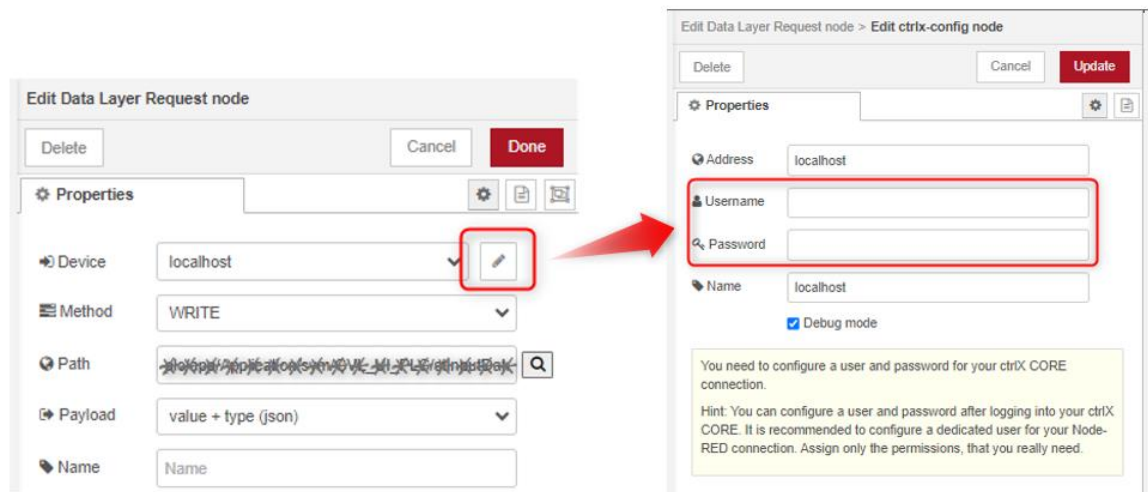 Edit Data Layer Request node
Delete
Cancel
Done
Properties
Device
localhost
Method
WRITE
Path
Payload
value + type (json)
Name
Name
Edit Data Layer Request node > Edit ctrlx-config node
Delete
Cancel
Update
Properties
Address
localhost
Username
Password
Name
localhost
Debug mode
You need to configure a user and password for your ctrlX CORE
connection.
Hint: You can configure a user and password after logging into your ctrlX
CORE. It is recommended to configure a dedicated user for your Node-
RED connection. Assign only the permissions, that you really need.